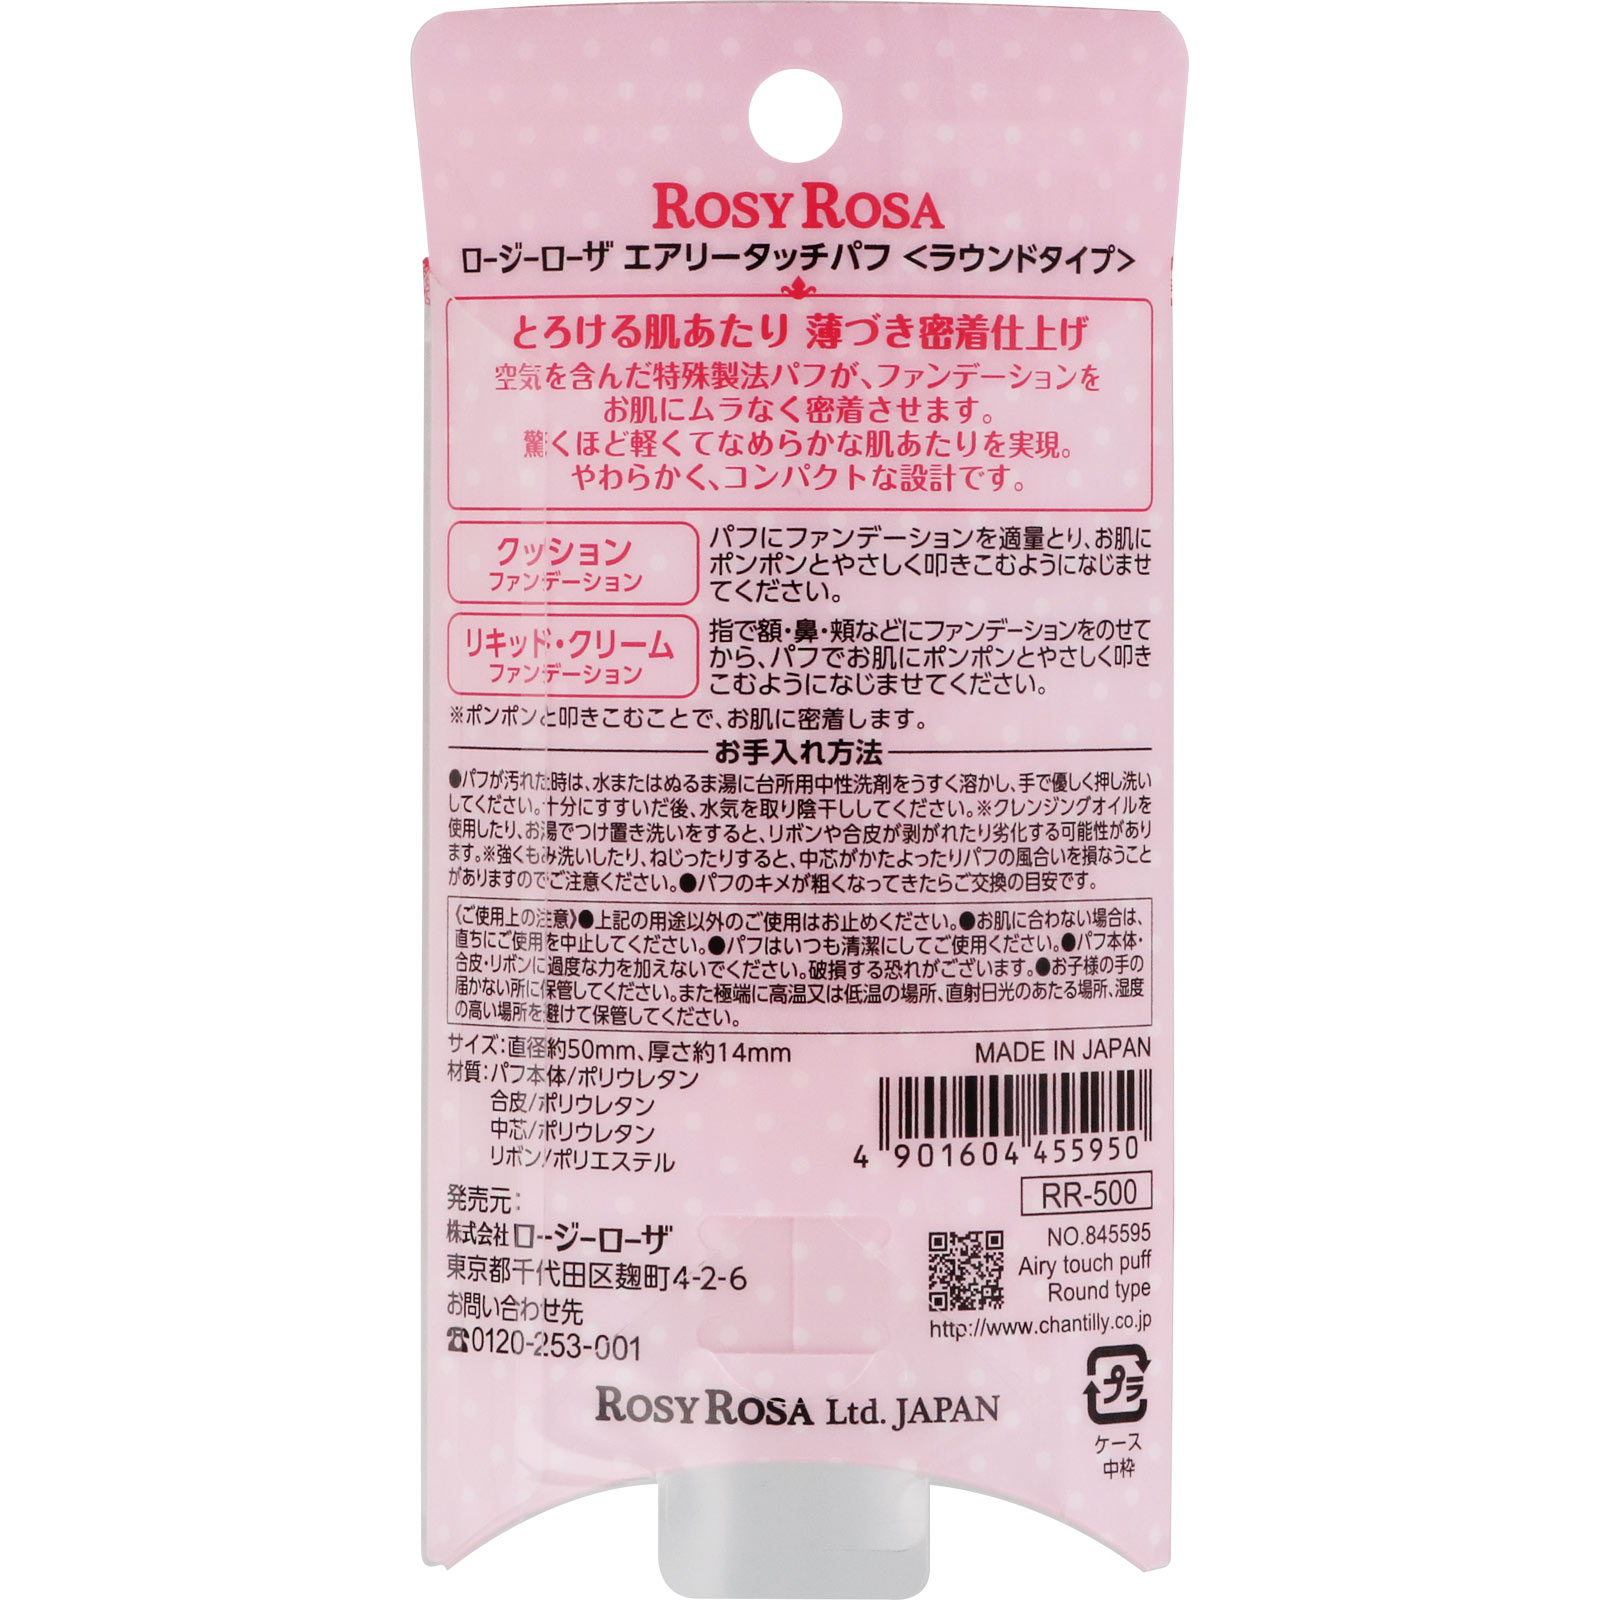 ROSY ROSA
ロージーローザ エアリータッチパフ <ラウンドタイプ>
とろける肌あたり 薄づき密着仕上げ
空気を含んだ特殊製法パフが、ファンデーションを
お肌にムラなく密着させます。
驚くほど軽くてなめらかな肌あたりを実現。
やわらかく、コンパクトな設計です。
クッション
ファンデーション
パフにファンデーションを適量とり、お肌に
ポンポンとやさしく叩きこむようになじませ
てください。
リキッド・クリーム
ファンデーション
指で額・鼻・頬などにファンデーションをのせて
から、パフでお肌にポンポンとやさしく叩き
こむようになじませてください。
※ポンポンと叩きこむことで、お肌に密着します。
お手入れ方法
●パフが汚れた時は、水またはぬるま湯に台所用中性洗剤をうすく溶かし、手で優しく押し洗い
してください。十分にすすいだ後、水気を取り陰干ししてください。※クレンジングオイルを
使用したり、お湯でつけ置き洗いをすると、リボンや合皮が剥がれたり劣化する可能性があり
ます。※強くもみ洗いしたり、ねじったりすると、中芯がかたよったりパフの風合いを損なうこと
がありますのでご注意ください。●パフのキメが粗くなってきたらご交換の目安です。
《ご使用上の注意》●上記の用途以外のご使用はお止めください。●お肌に合わない場合は、
直ちにご使用を中止してください。●パフはいつも清潔にしてご使用ください。●パフ本体・
合皮・リボンに過度な力を加えないでください。破損する恐れがございます。●お子様の手の
届かない所に保管してください。また極端に高温又は低温の場所、直射日光のあたる場所、湿度
の高い場所を避けて保管してください。
サイズ:直径約50mm、厚さ約14mm
MADE IN JAPAN
材質:パフ本体/ポリウレタン
合皮/ポリウレタン
中芯/ポリウレタン
リボン/ポリエステル
4 901604 455950
RR-500
発売元:
株式会社ロージーローザ
東京都千代田区麹町4-2-6
お問い合わせ先
☎0120-253-001
NO.845595
Airy touch puff
Round type
http://www.chantilly.co.jp
ROSY ROSA Ltd. JAPAN
プラ
ケース
中枠